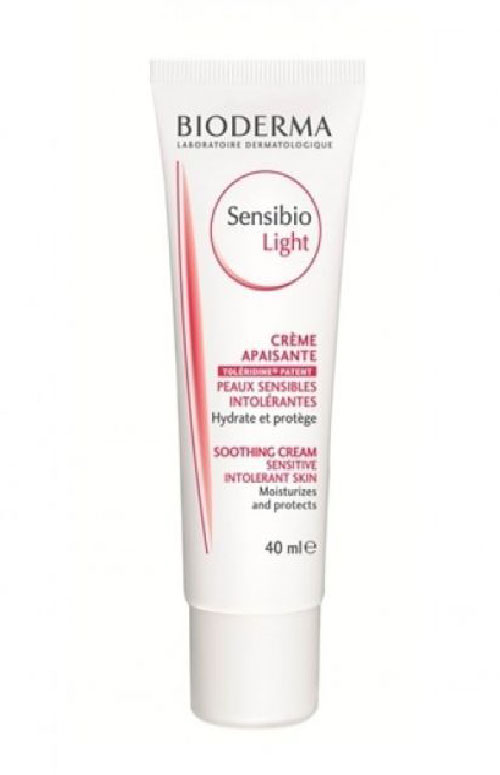 BIODERMA
LABORATOIRE DERMATOLOGIQUE
Sensibio
Light
CRÈME
APAISANTE
TOLÉRIDINE® PATENT
PEAUX SENSIBLES
INTOLÉRANTES
Hydrate et protège
SOOTHING CREAM
SENSITIVE
INTOLERANT SKIN
Moisturizes
and protects
40 ml ℮